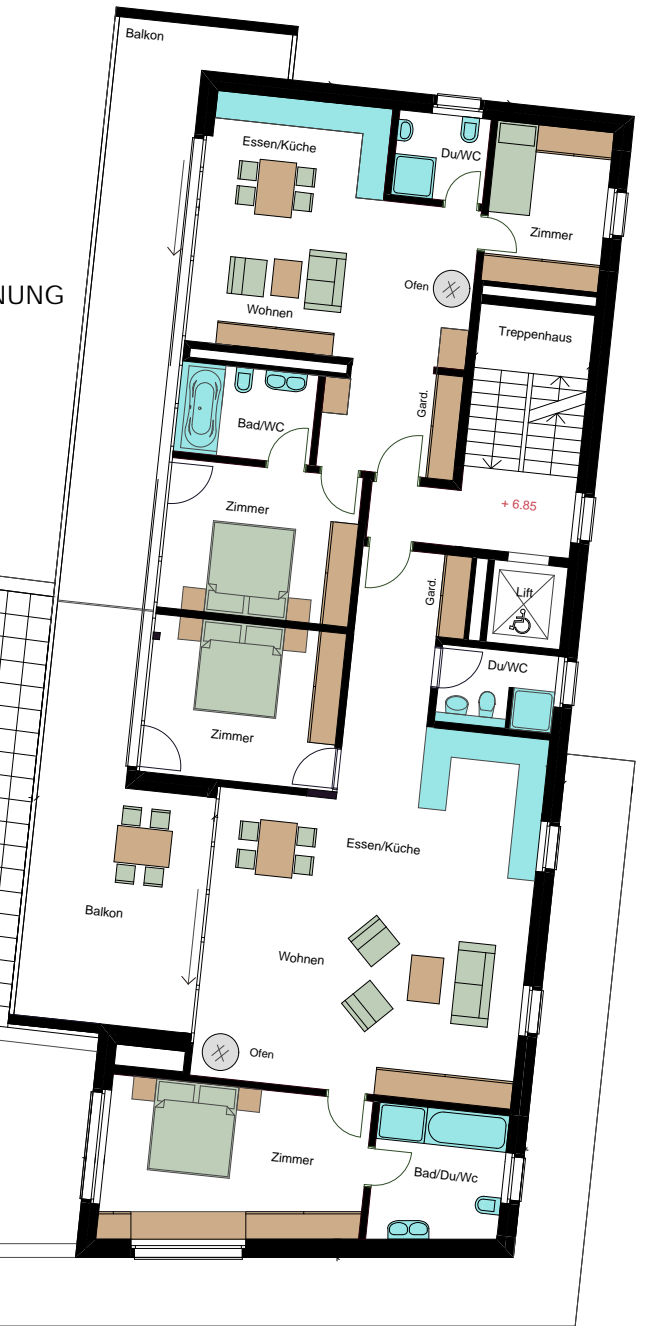 Balkon
Essen/Küche
Du/WC
Zimmer
Ofen
NUNG
Wohnen
Treppenhaus
Gard.
Bad/WC
Zimmer
+ 6.85
Lift
Gard.
Du/WC
Zimmer
Essen/Küche
Balkon
Wohnen
Ofen
Zimmer
Bad/Du/Wc